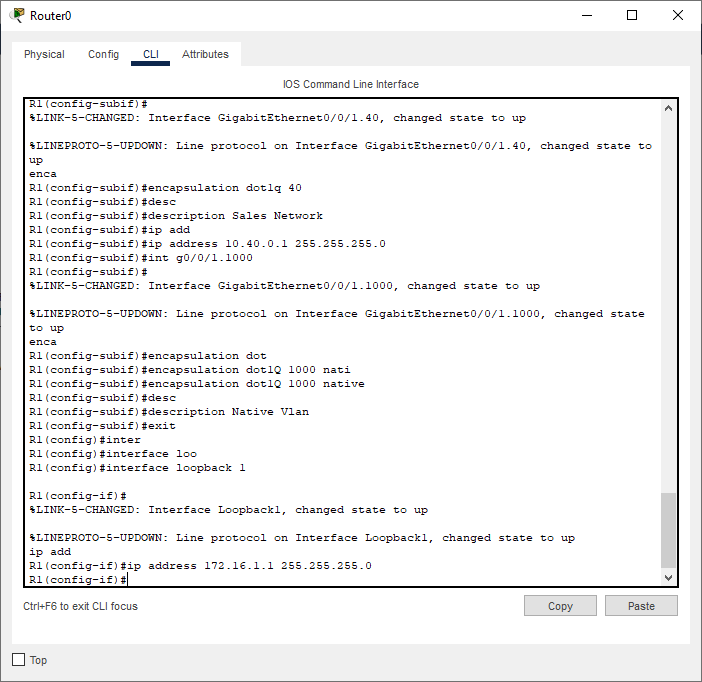 Router0
Physical Config CLI Attributes
IOS Command Line Interface
R1(config-subif)#
%LINK-5-CHANGED: Interface GigabitEthernet0/0/1.40, changed state to up
%LINEPROTO-5-UPDOWN: Line protocol on Interface GigabitEthernet0/0/1.40, changed state to
up
enca
R1(config-subif)#encapsulation dot1q 40
R1(config-subif)#desc
R1(config-subif)#description Sales Network
R1(config-subif)#ip add
R1(config-subif)#ip address 10.40.0.1 255.255.255.0
R1(config-subif)#int g0/0/1.1000
R1(config-subif)#
%LINK-5-CHANGED: Interface GigabitEthernet0/0/1.1000, changed state to up
%LINEPROTO-5-UPDOWN: Line protocol on Interface GigabitEthernet0/0/1.1000, changed state
to up
enca
R1(config-subif)#encapsulation dot
R1(config-subif)#encapsulation dot1Q 1000 nati
R1(config-subif)#encapsulation dot1Q 1000 native
R1(config-subif)#desc
R1(config-subif)#description Native Vlan
R1(config-subif)#exit
R1(config)#inter
R1(config)#interface loo
R1(config)#interface loopback 1
R1(config-if)#
%LINK-5-CHANGED: Interface Loopback1, changed state to up
%LINEPROTO-5-UPDOWN: Line protocol on Interface Loopback1, changed state to up
ip add
R1(config-if)#ip address 172.16.1.1 255.255.255.0
R1(config-if)#
Ctrl+F6 to exit CLI focus
Copy Paste
Top